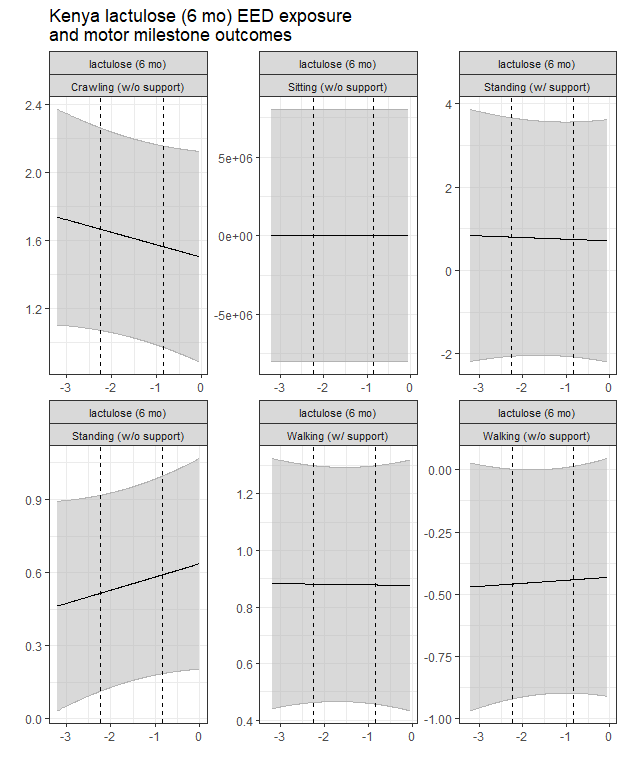 Kenya lactulose (6 mo) EED exposure
and motor milestone outcomes
lactulose (6 mo)
Crawling (w/o support)
2.4
2.0
1.6
1.2
-3
-2
-1
0
lactulose (6 mo)
Sitting (w/o support)
5e+06
0e+00
-5e+06
-3
-2
-1
0
lactulose (6 mo)
Standing (w/ support)
4
2
0
-2
-3
-2
-1
0
lactulose (6 mo)
Standing (w/o support)
0.9
0.6
0.3
0.0
-3
-2
-1
0
lactulose (6 mo)
Walking (w/ support)
1.2
1.0
0.8
0.6
0.4
-3
-2
-1
0
lactulose (6 mo)
Walking (w/o support)
0.00
-0.25
-0.50
-0.75
-1.00
-3
-2
-1
0